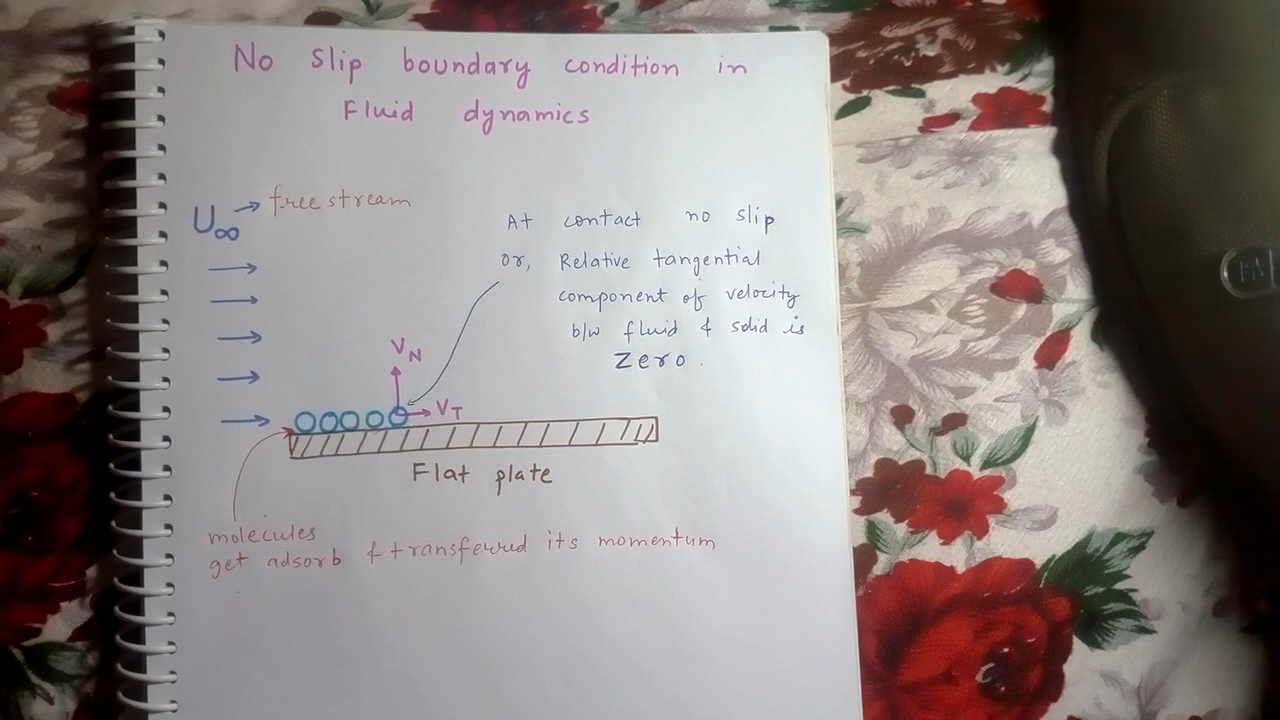 No slip boundary condition in
Fluid dynamics
U∞ → free stream
At contact no slip
or, Relative tangential
component of velocity
b/w fluid & solid is
Zero.
VN
VT
Flat plate
molecules
get adsorb & transferred its momentum